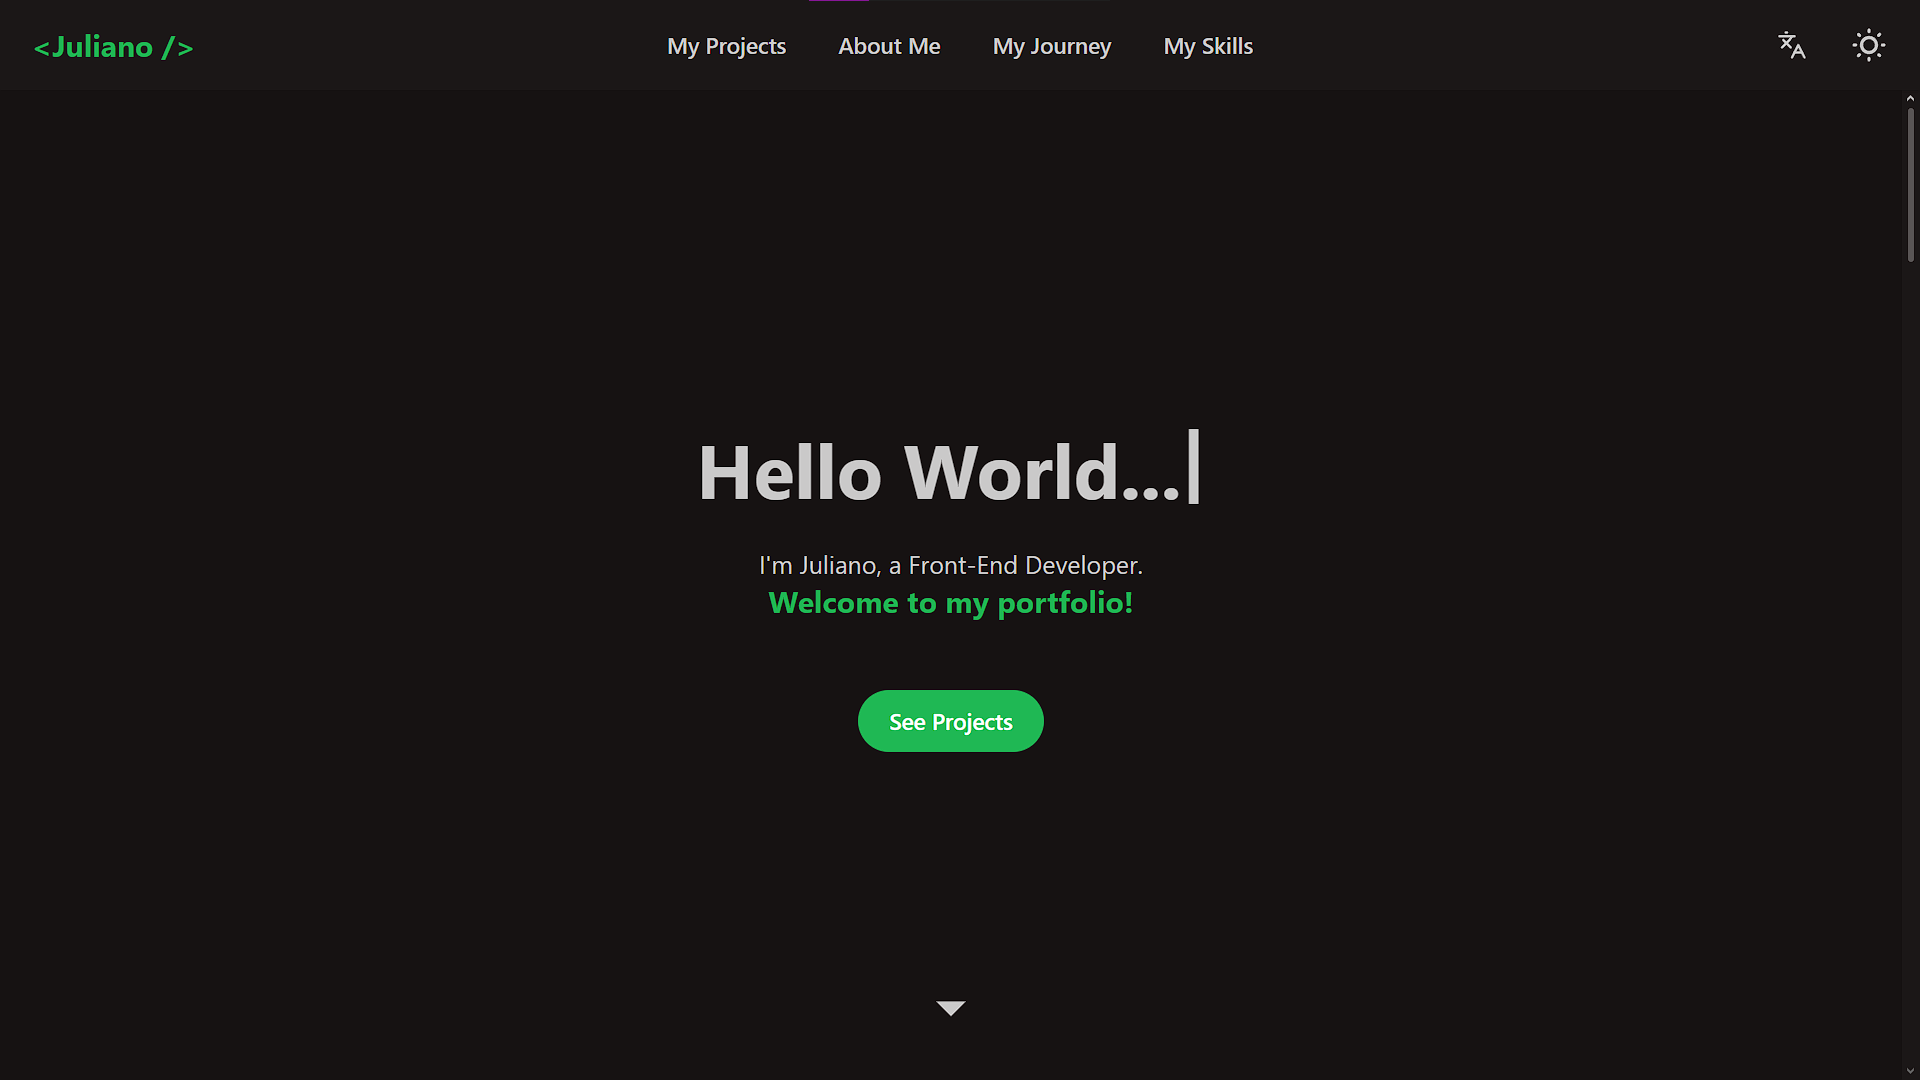 <Juliano />
My Projects
About Me
My Journey
My Skills
Hello World...|
I'm Juliano, a Front-End Developer.
Welcome to my portfolio!
See Projects